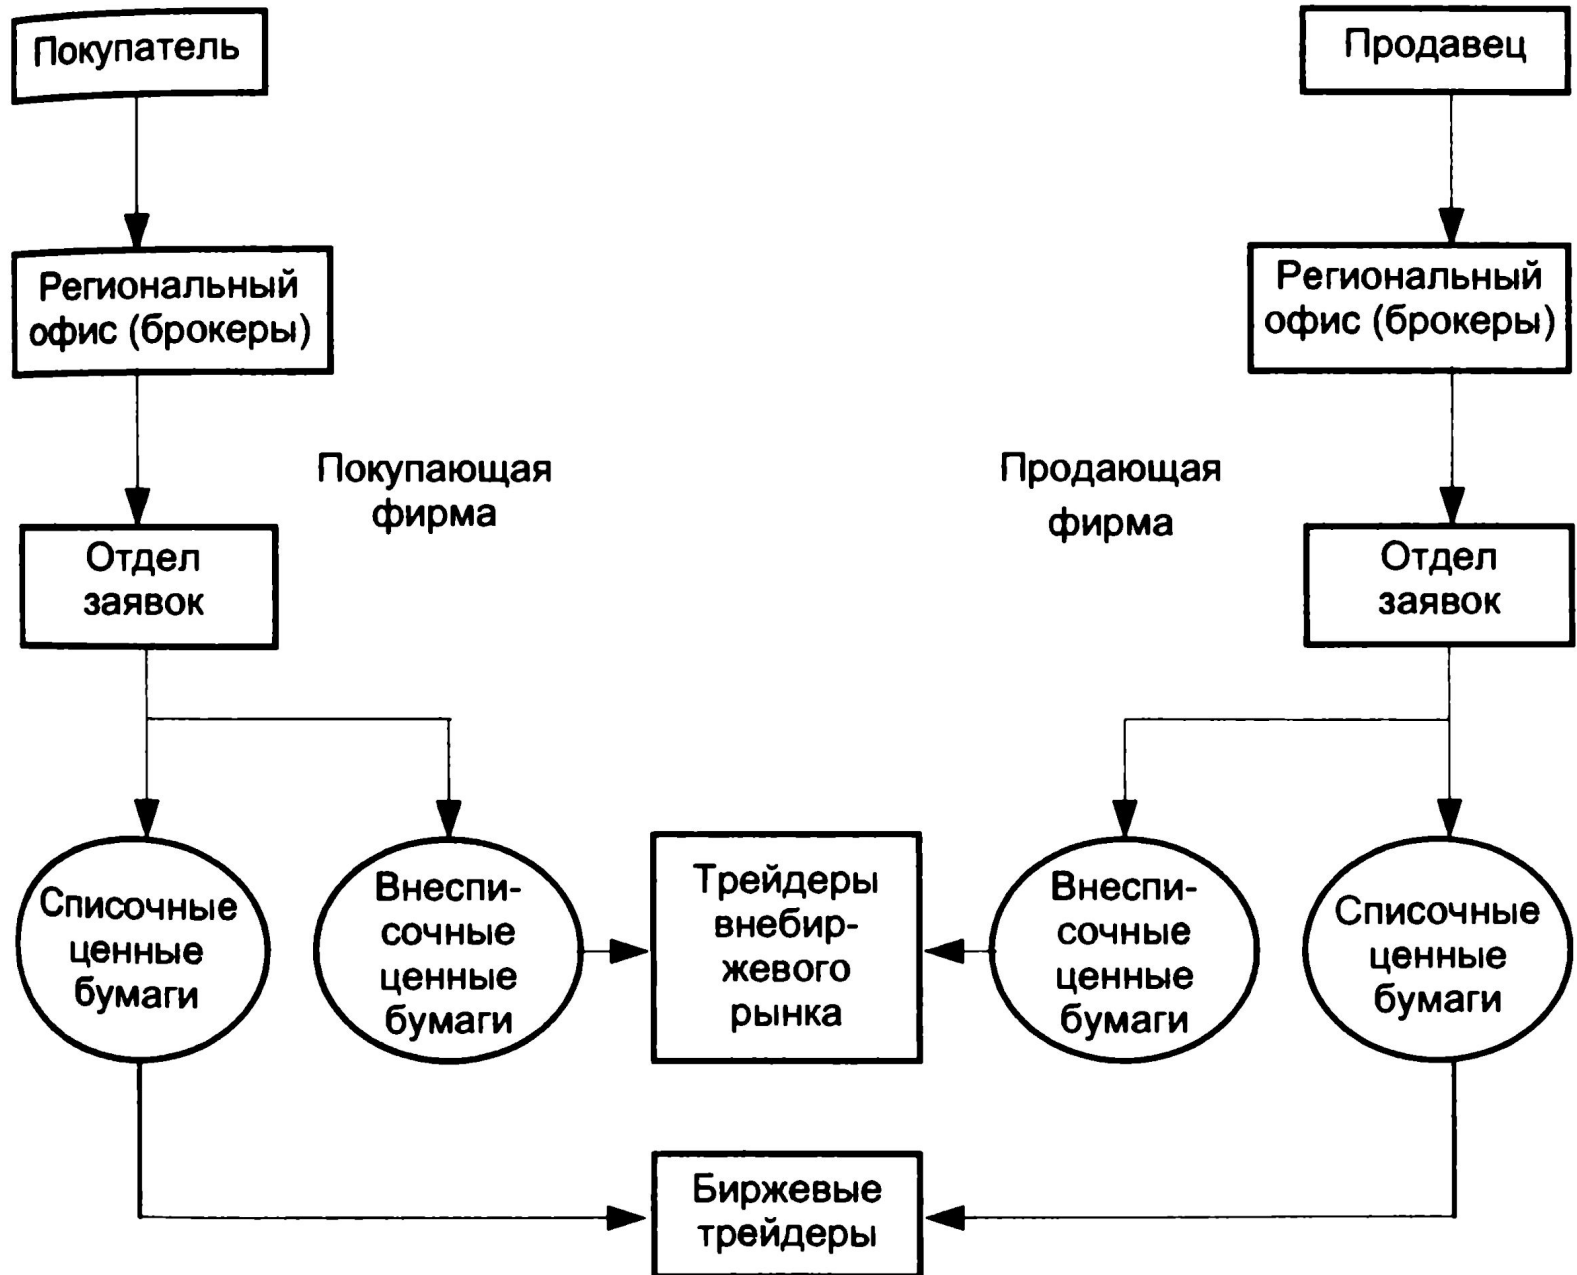 Покупатель
Продавец
Региональный
офис (брокеры)
Региональный
офис (брокеры)
Покупающая
фирма
Продающая
фирма
Отдел
заявок
Отдел
заявок
Списочные
ценные
бумаги
Внеспи-
сочные
ценные
бумаги
Трейдеры
внебир-
жевого
рынка
Внеспи-
сочные
ценные
бумаги
Списочные
ценные
бумаги
Биржевые
трейдеры